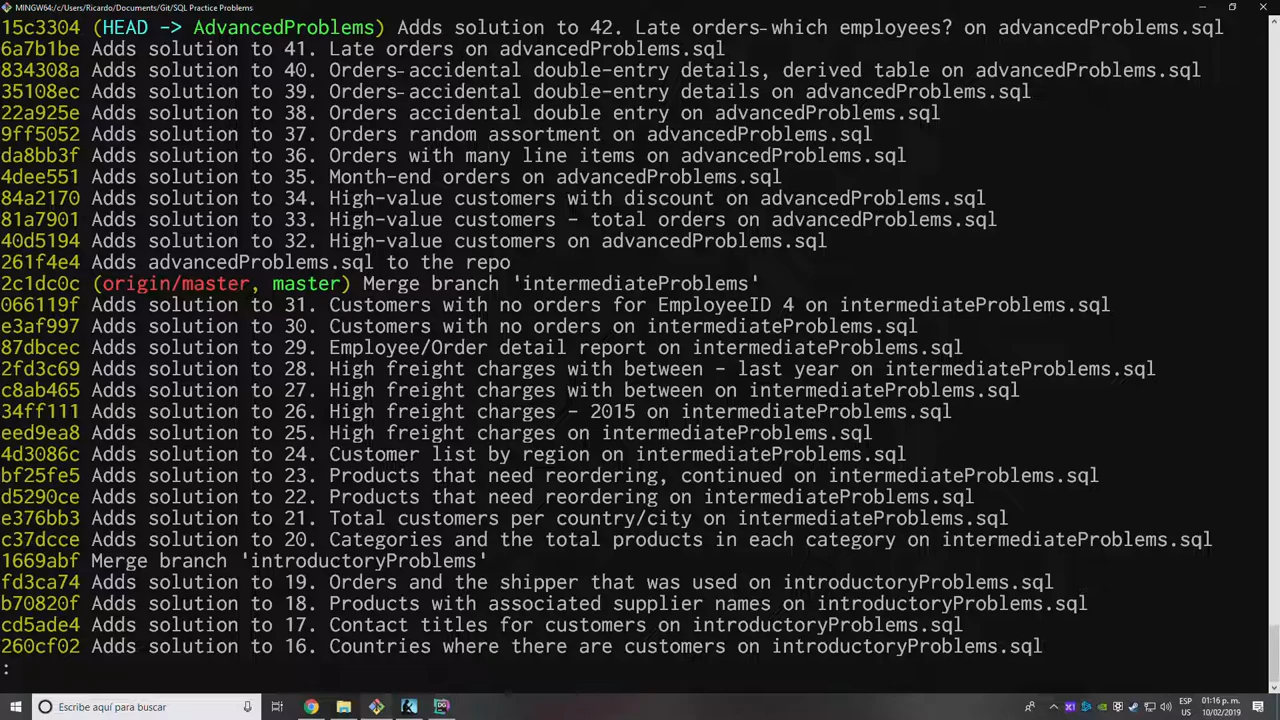 MINGW64:/c/Users/Ricardo/Documents/Git/SQL Practice Problems
15c3304 (HEAD -> AdvancedProblems) Adds solution to 42. Late orders-which employees? on advancedProblems.sql
6a7b1be Adds solution to 41. Late orders on advancedProblems.sql
834308a Adds solution to 40. Orders-accidental double-entry details, derived table on advancedProblems.sql
35108ec Adds solution to 39. Orders-accidental double-entry details on advancedProblems.sql
22a925e Adds solution to 38. Orders accidental double entry on advancedProblems.sql
9ff5052 Adds solution to 37. Orders random assortment on advancedProblems.sql
da8bb3f Adds solution to 36. Orders with many line items on advancedProblems.sql
4dee551 Adds solution to 35. Month-end orders on advancedProblems.sql
84a2170 Adds solution to 34. High-value customers with discount on advancedProblems.sql
81a7901 Adds solution to 33. High-value customers - total orders on advancedProblems.sql
40d5194 Adds solution to 32. High-value customers on advancedProblems.sql
261f4e4 Adds advancedProblems.sql to the repo
2c1dc0c (origin/master, master) Merge branch 'intermediateProblems'
066119f Adds solution to 31. Customers with no orders for EmployeeID 4 on intermediateProblems.sql
e3af997 Adds solution to 30. Customers with no orders on intermediateProblems.sql
87dbcec Adds solution to 29. Employee/Order detail report on intermediateProblems.sql
2fd3c69 Adds solution to 28. High freight charges with between - last year on intermediateProblems.sql
c8ab465 Adds solution to 27. High freight charges with between on intermediateProblems.sql
34ff111 Adds solution to 26. High freight charges - 2015 on intermediateProblems.sql
eed9ea8 Adds solution to 25. High freight charges on intermediateProblems.sql
4d3086c Adds solution to 24. Customer list by region on intermediateProblems.sql
bf25fe5 Adds solution to 23. Products that need reordering, continued on intermediateProblems.sql
d5290ce Adds solution to 22. Products that need reordering on intermediateProblems.sql
e376bb3 Adds solution to 21. Total customers per country/city on intermediateProblems.sql
c37dcce Adds solution to 20. Categories and the total products in each category on intermediateProblems.sql
1669abf Merge branch 'introductoryProblems'
fd3ca74 Adds solution to 19. Orders and the shipper that was used on introductoryProblems.sql
b70820f Adds solution to 18. Products with associated supplier names on introductoryProblems.sql
cd5ade4 Adds solution to 17. Contact titles for customers on introductoryProblems.sql
260cf02 Adds solution to 16. Countries where there are customers on introductoryProblems.sql
:
Escribe aquí para buscar
ESP
US
01:16 p. m.
10/02/2019